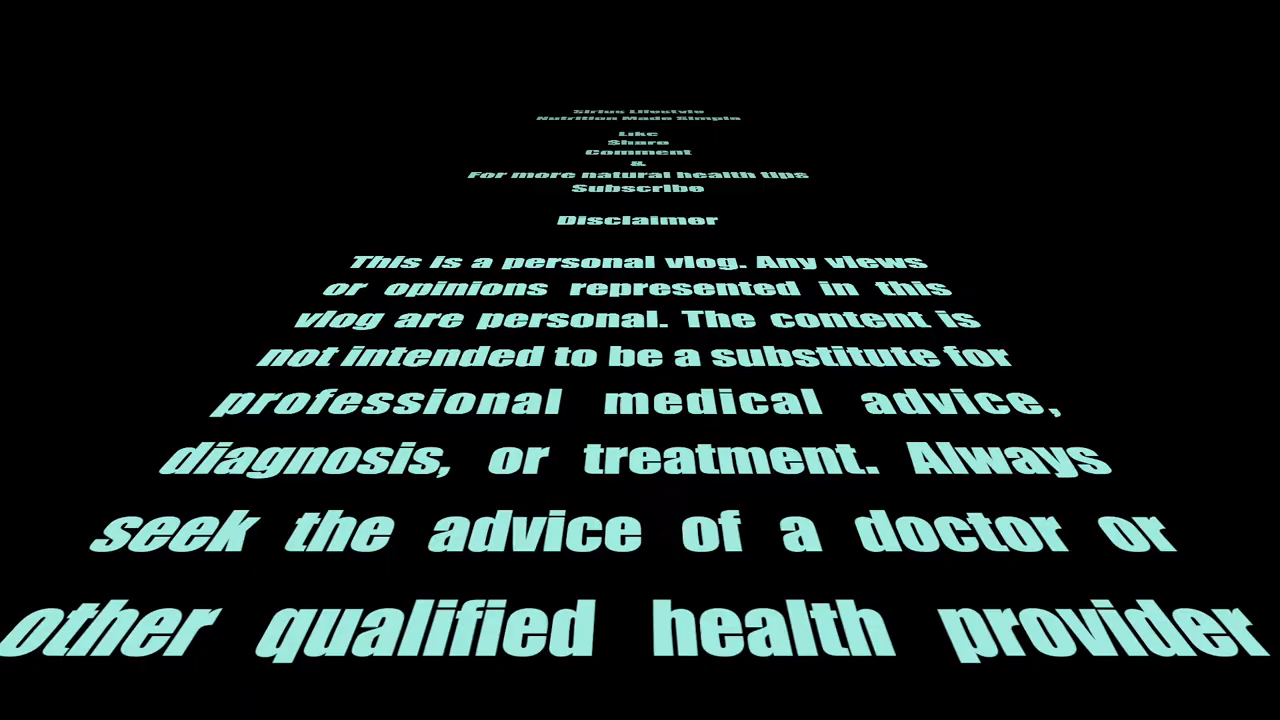 Sirius Lifestyle
Nutrition Made Simple
Like
Share
Comment
&
For more natural health tips
Subscribe
Disclaimer
This is a personal vlog. Any views
or opinions represented in this
vlog are personal. The content is
not intended to be a substitute for
professional medical advice,
diagnosis, or treatment. Always
seek the advice of a doctor or
other qualified health provider